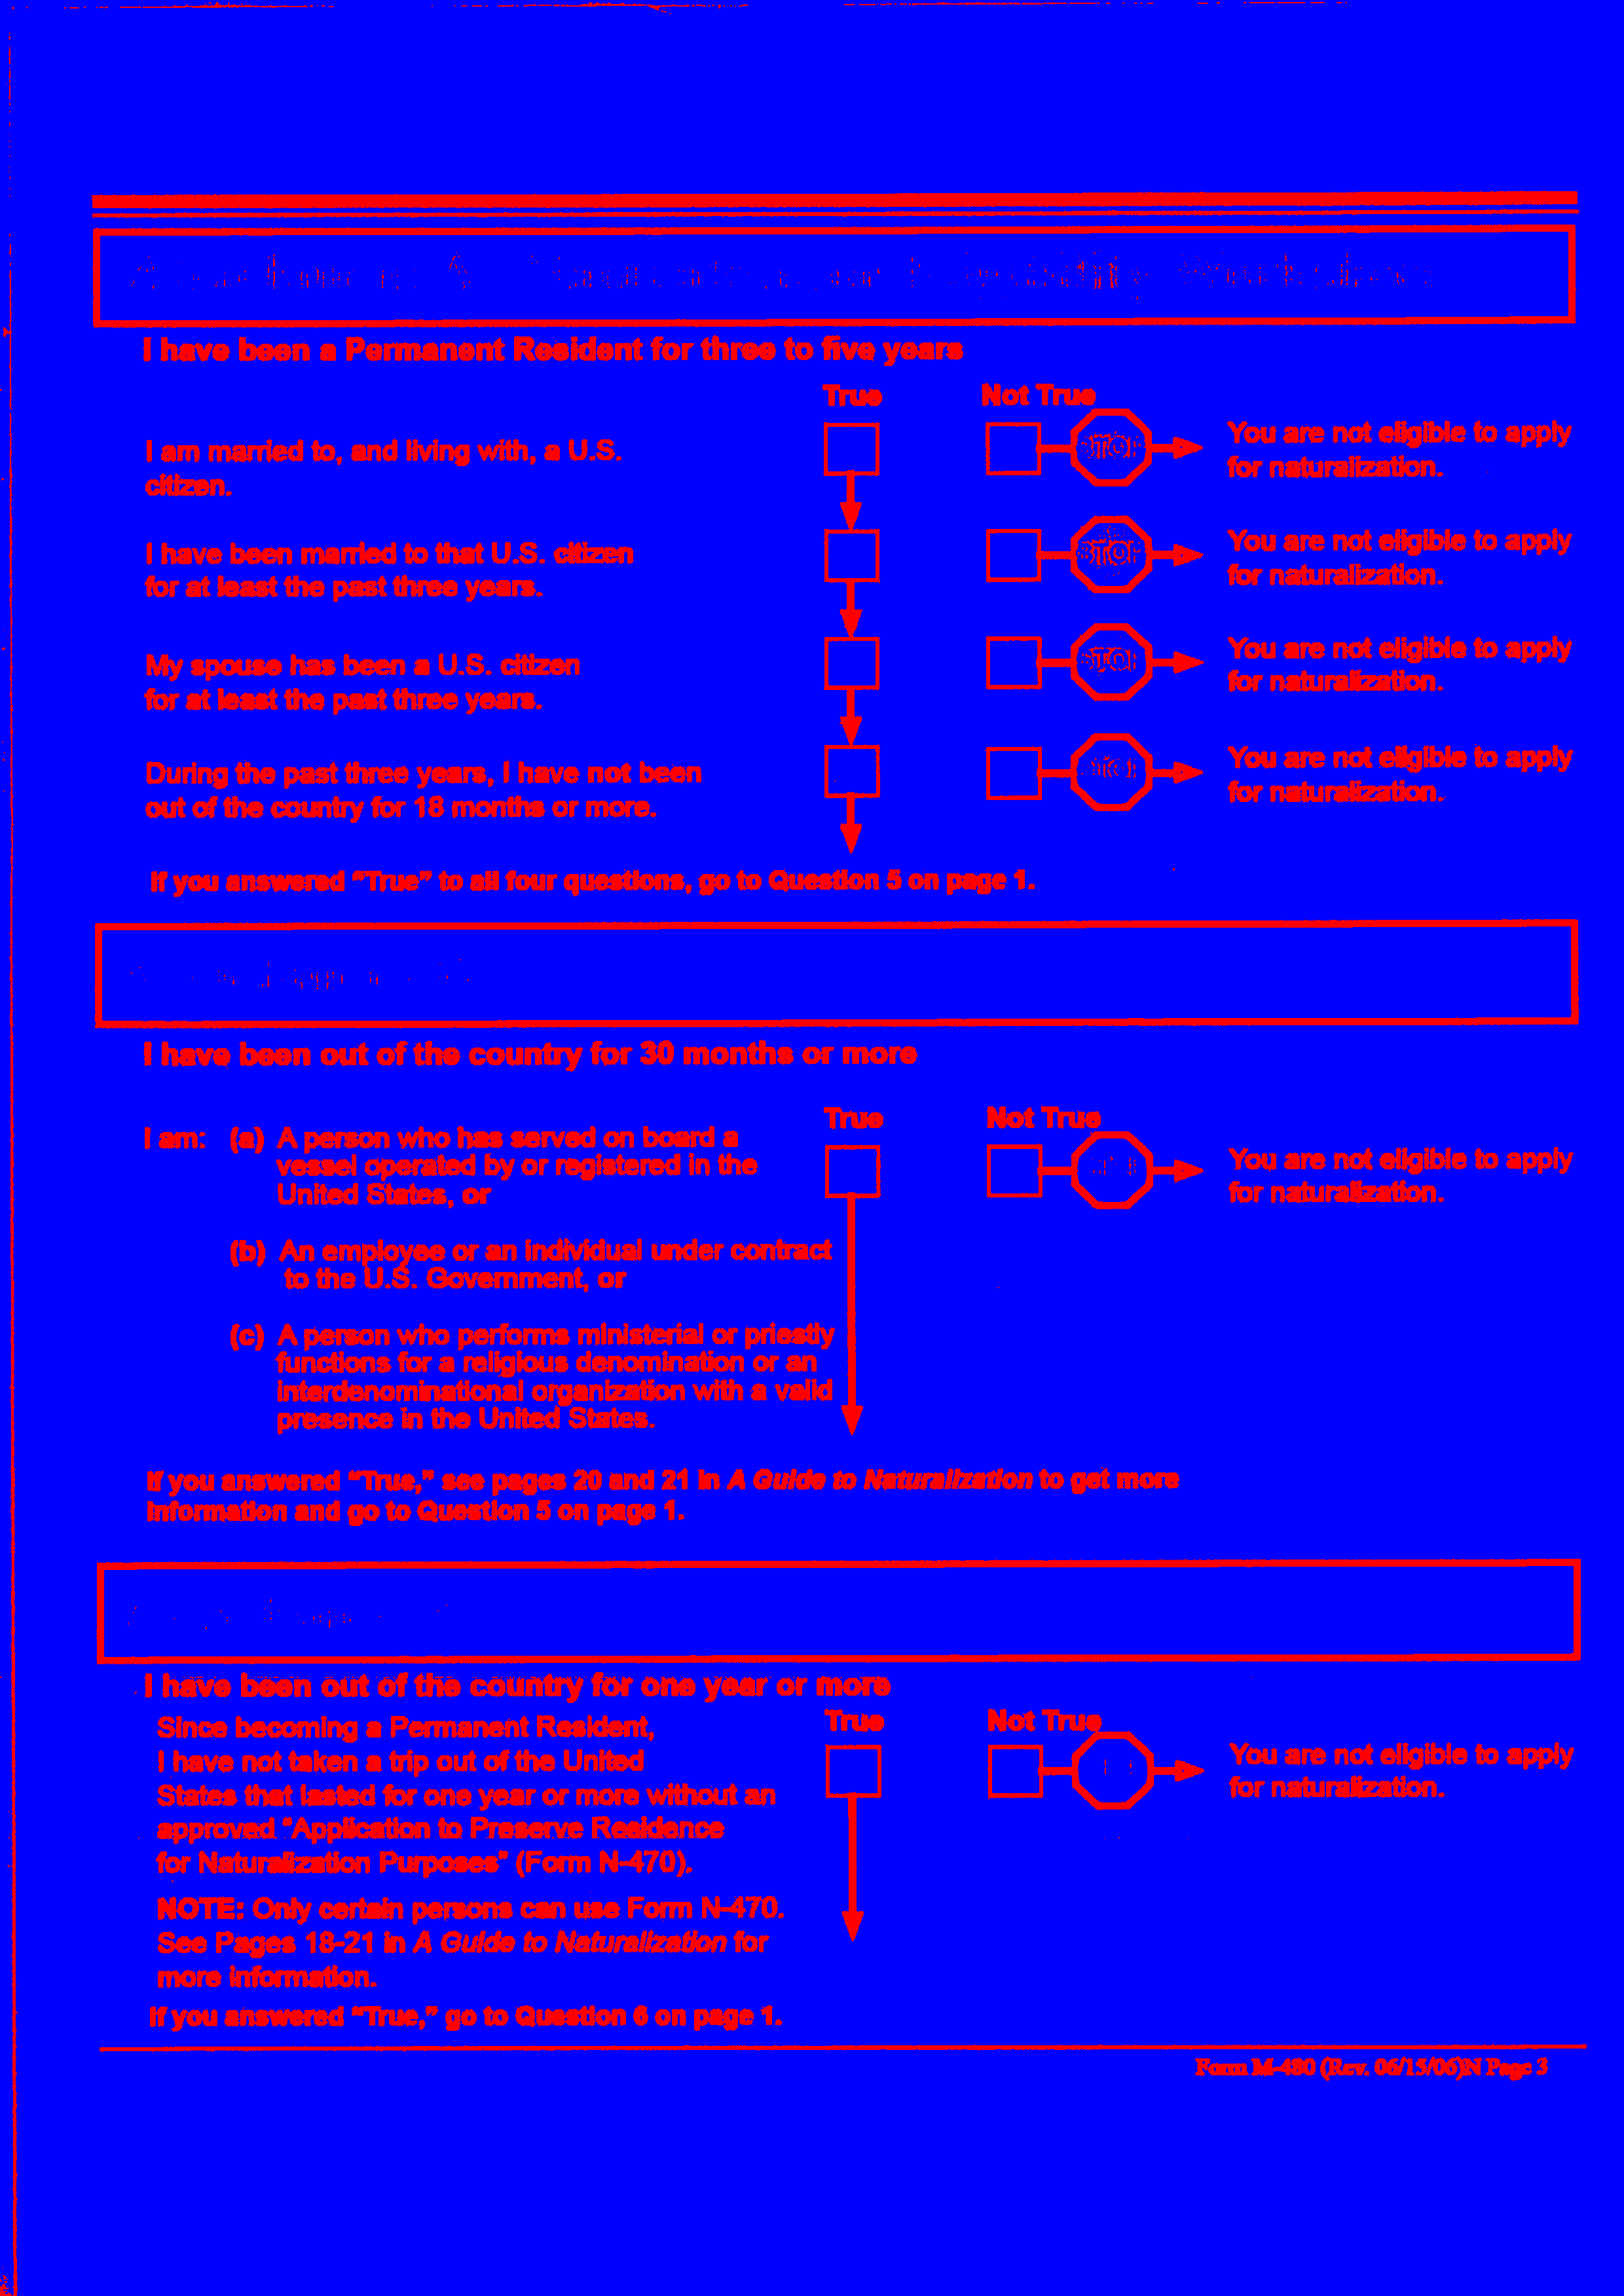 I have been a Permanent Resident for three to five years
True Not True
I am married to, and living with, a U.S.
citizen.
STOP
You are not eligible to apply
for naturalization.
I have been married to that U.S. citizen
for at least the past three years.
STOP
You are not eligible to apply
for naturalization.
My spouse has been a U.S. citizen
for at least the past three years.
STOP
You are not eligible to apply
for naturalization.
During the past three years, I have not been
out of the country for 18 months or more.
You are not eligible to apply
for naturalization.
If you answered "True" to all four questions, go to Question 5 on page 1.
I have been out of the country for 30 months or more
True Not True
I am: (a) A person who has served on board a
vessel operated by or registered in the
United States, or
You are not eligible to apply
for naturalization.
(b) An employee or an individual under contract
to the U.S. Government, or
(c) A person who performs ministerial or priestly
functions for a religious denomination or an
interdenominational organization with a valid
presence in the United States.
If you answered "True," see pages 20 and 21 in A Guide to Naturalization to get more
information and go to Question 5 on page 1.
I have been out of the country for one year or more
True Not True
Since becoming a Permanent Resident,
I have not taken a trip out of the United
States that lasted for one year or more without an
approved "Application to Preserve Residence
for Naturalization Purposes" (Form N-470).
You are not eligible to apply
for naturalization.
NOTE: Only certain persons can use Form N-470.
See Pages 18-21 in A Guide to Naturalization for
more information.
If you answered "True," go to Question 6 on page 1.
Form M-480 (Rev. 06/15/06)N Page 3